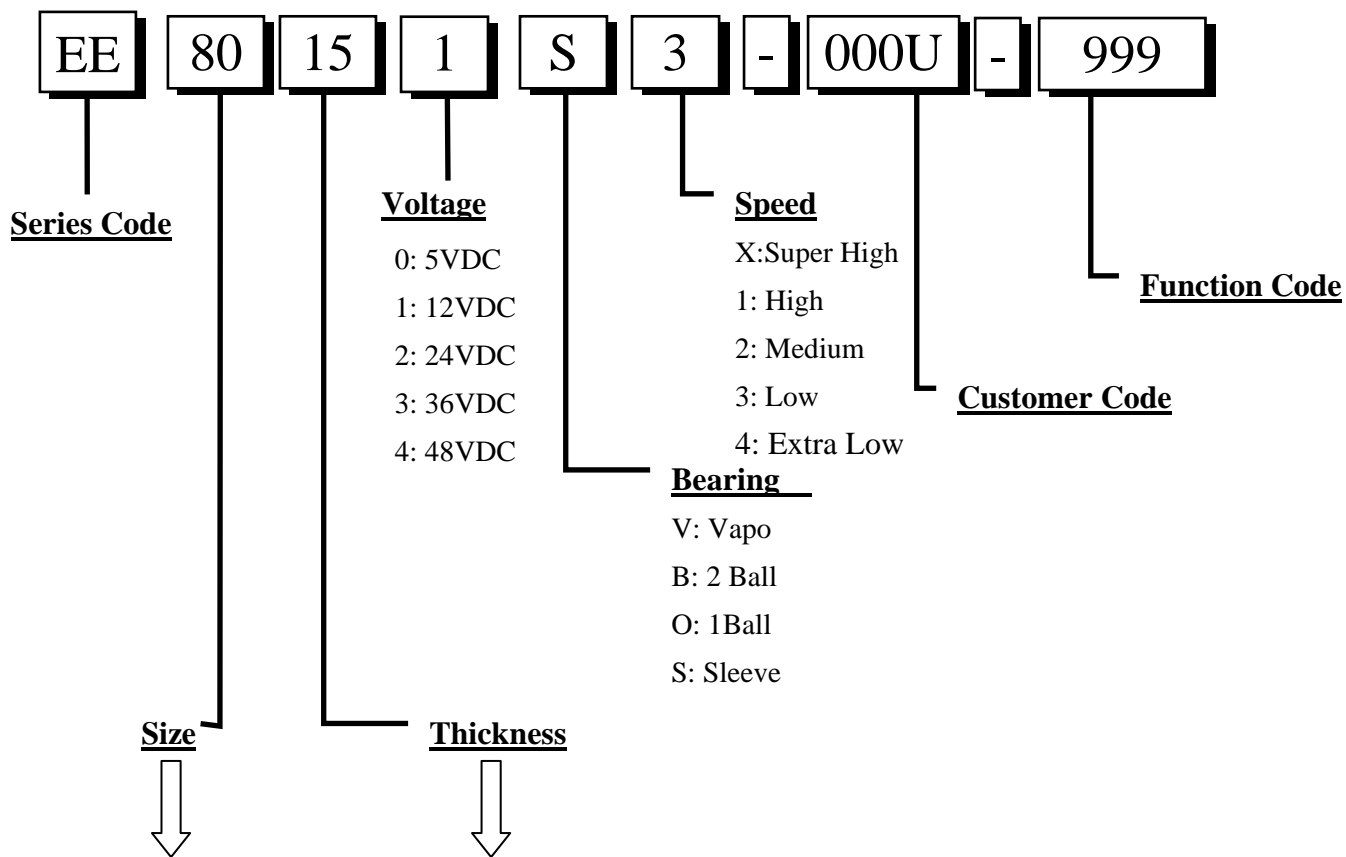 EE 80 15 1 S 3 - 000U - 999
Series Code
Voltage
0: 5VDC
1: 12VDC
2: 24VDC
3: 36VDC
4: 48VDC
Speed
X:Super High
1: High
2: Medium
3: Low
4: Extra Low
Function Code
Customer Code
Bearing
V: Vapo
B: 2 Ball
O: 1Ball
S: Sleeve
Size
Thickness